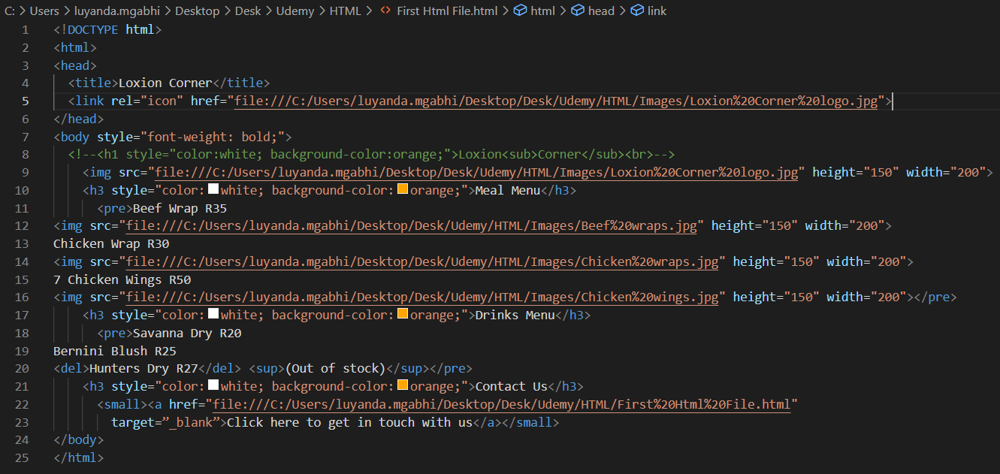 C: > Users > luyanda.mgabhi > Desktop > Desk > Udemy > HTML > <> First Html File.html > html > head > link
1 <!DOCTYPE html>
2 <html>
3 <head>
4 <title>Loxion Corner</title>
5 <link rel="icon" href="file:///C:/Users/luyanda.mgabhi/Desktop/Desk/Udemy/HTML/Images/Loxion%20Corner%20logo.jpg">
6 </head>
7 <body style="font-weight: bold;">
8 <!--<h1 style="color:white; background-color:orange;">Loxion<sub>Corner</sub><br>-->
9 <img src="file:///C:/Users/luyanda.mgabhi/Desktop/Desk/Udemy/HTML/Images/Loxion%20Corner%20logo.jpg" height="150" width="200">
10 <h3 style="color:white; background-color:orange;">Meal Menu</h3>
11 <pre>Beef Wrap R35
12 <img src="file:///C:/Users/luyanda.mgabhi/Desktop/Desk/Udemy/HTML/Images/Beef%20wraps.jpg" height="150" width="200">
13 Chicken Wrap R30
14 <img src="file:///C:/Users/luyanda.mgabhi/Desktop/Desk/Udemy/HTML/Images/Chicken%20wraps.jpg" height="150" width="200">
15 7 Chicken Wings R50
16 <img src="file:///C:/Users/luyanda.mgabhi/Desktop/Desk/Udemy/HTML/Images/Chicken%20wings.jpg" height="150" width="200"></pre>
17 <h3 style="color:white; background-color:orange;">Drinks Menu</h3>
18 <pre>Savanna Dry R20
19 Bernini Blush R25
20 <del>Hunters Dry R27</del> <sup>(Out of stock)</sup></pre>
21 <h3 style="color:white; background-color:orange;">Contact Us</h3>
22 <small><a href="file:///C:/Users/luyanda.mgabhi/Desktop/Desk/Udemy/HTML/First%20Html%20File.html"
23 target=”_blank”>Click here to get in touch with us</a></small>
24 </body>
25 </html>